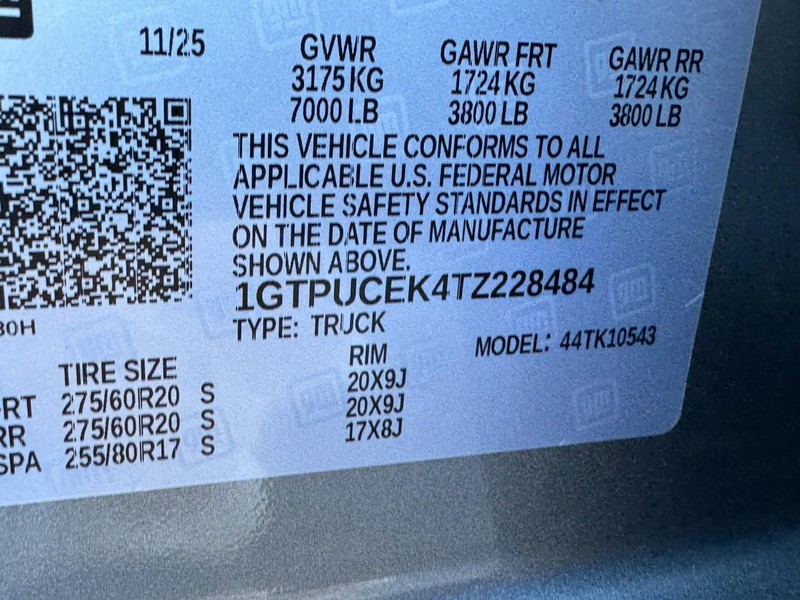 11/25 GVWR GAWR FRT GAWR RR
3175 KG 1724 KG 1724 KG
7000 LB 3800 LB 3800 LB
THIS VEHICLE CONFORMS TO ALL
APPLICABLE U.S. FEDERAL MOTOR
VEHICLE SAFETY STANDARDS IN EFFECT
ON THE DATE OF MANUFACTURE
SHOWN ABOVE.
1GTPUCEK4TZ228484
TYPE: TRUCK MODEL: 44TK10543
TIRE SIZE RIM
RT 275/60R20 S 20X9J
RR 275/60R20 S 20X9J
SPA 255/80R17 S 17X8J